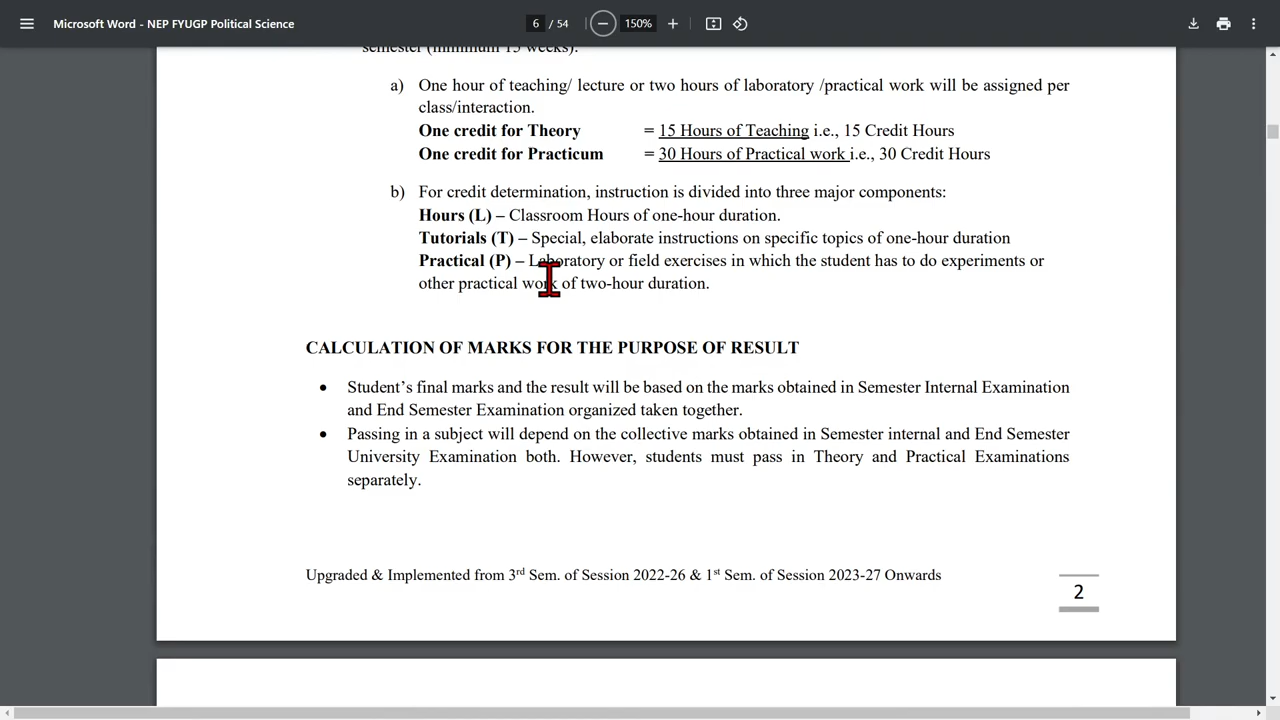 Microsoft Word - NEP FYUGP Political Science
6 / 54
150%
semester (minimum 15 weeks).
a) One hour of teaching/ lecture or two hours of laboratory /practical work will be assigned per
class/interaction.
One credit for Theory = 15 Hours of Teaching i.e., 15 Credit Hours
One credit for Practicum = 30 Hours of Practical work i.e., 30 Credit Hours
b) For credit determination, instruction is divided into three major components:
Hours (L) – Classroom Hours of one-hour duration.
Tutorials (T) – Special, elaborate instructions on specific topics of one-hour duration
Practical (P) – Laboratory or field exercises in which the student has to do experiments or
other practical work of two-hour duration.
CALCULATION OF MARKS FOR THE PURPOSE OF RESULT
• Student’s final marks and the result will be based on the marks obtained in Semester Internal Examination
and End Semester Examination organized taken together.
• Passing in a subject will depend on the collective marks obtained in Semester internal and End Semester
University Examination both. However, students must pass in Theory and Practical Examinations
separately.
Upgraded & Implemented from 3rd Sem. of Session 2022-26 & 1st Sem. of Session 2023-27 Onwards
2